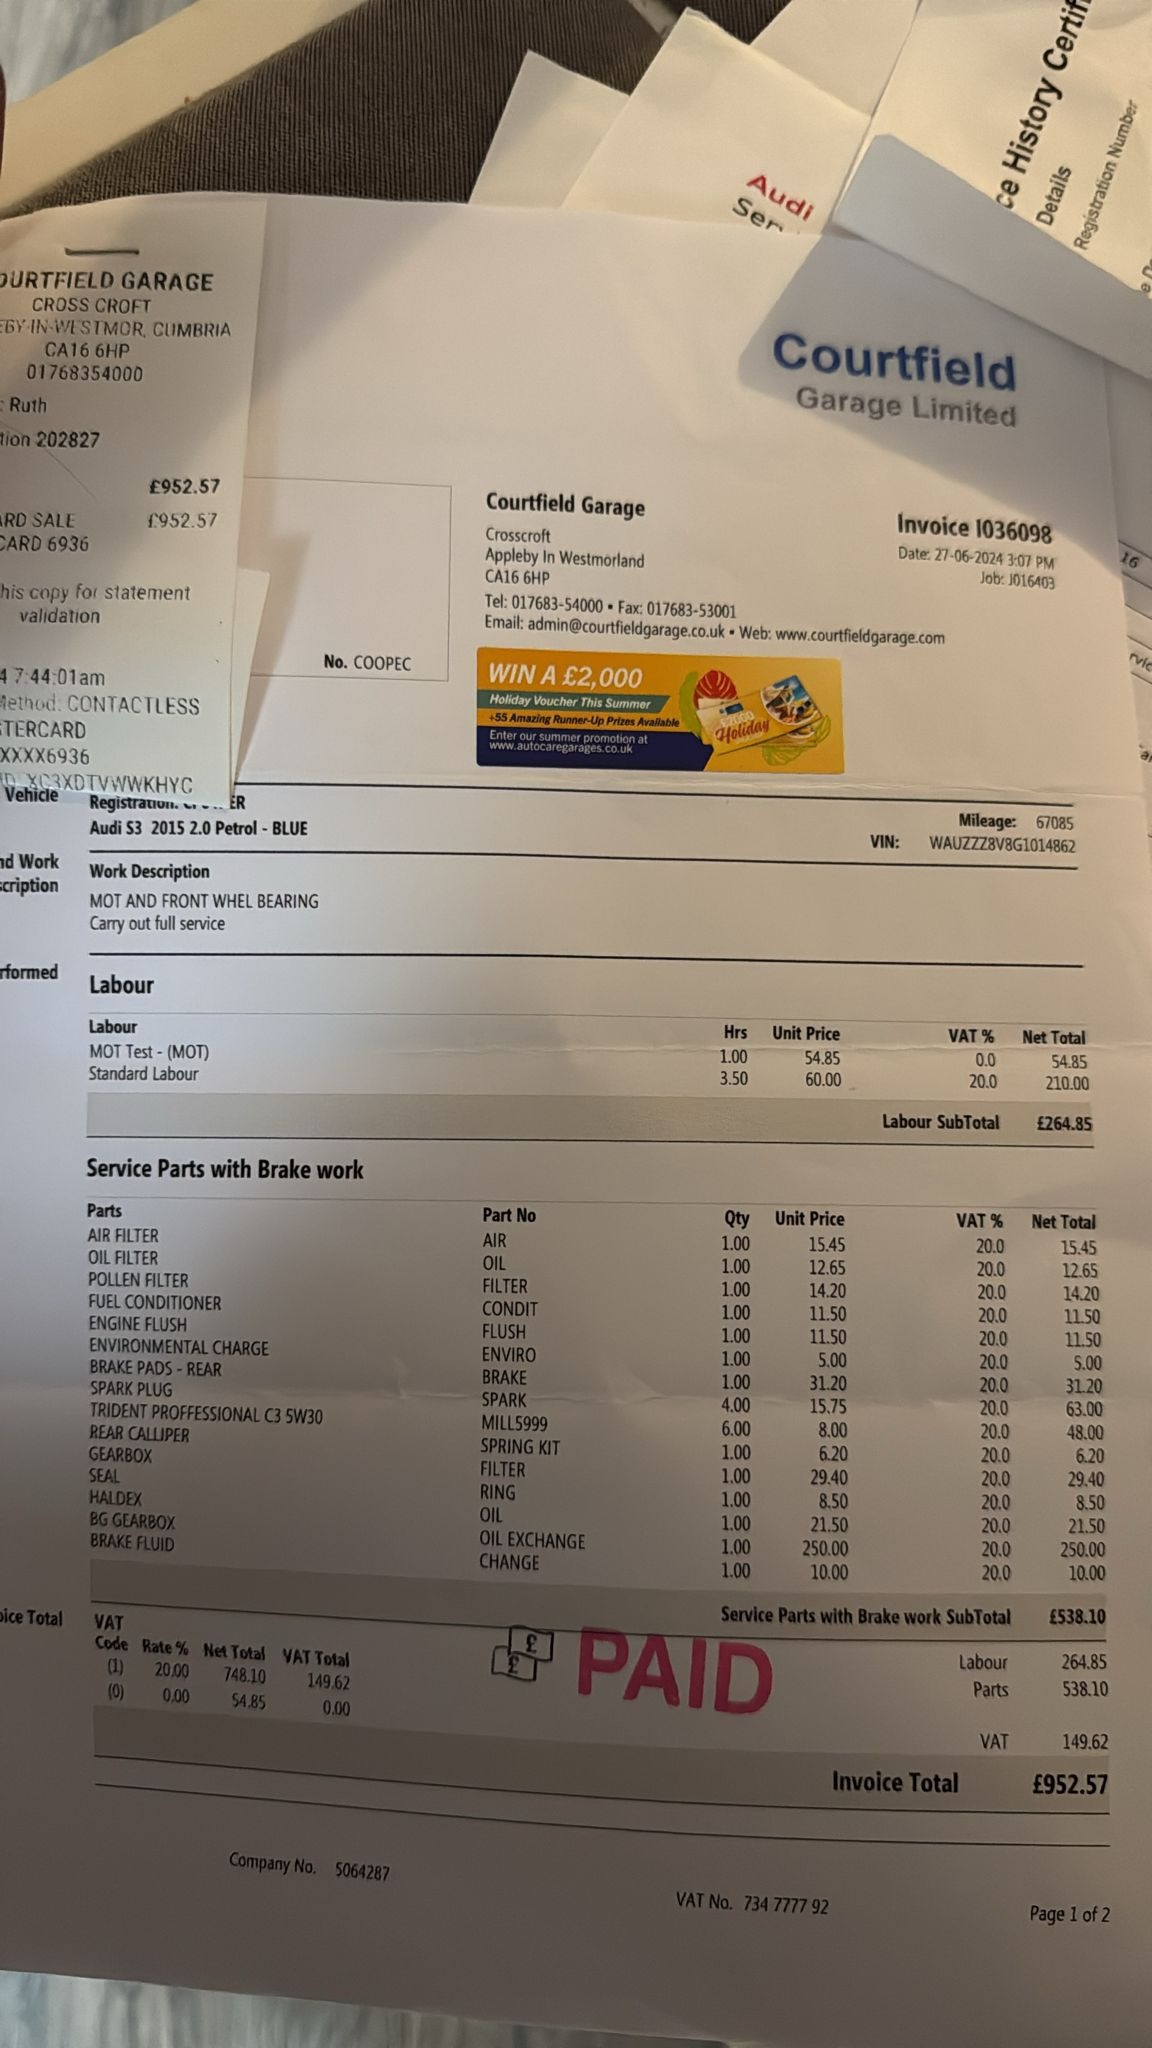 ce History Certif
Details
Registration Number
Audi
Ser
Courtfield
Garage Limited
OURTFIELD GARAGE
CROSS CROFT
EBY-IN-WESTMOR, CUMBRIA
CA16 6HP
01768354000
: Ruth
tion 202827
£952.57
ARD SALE £952.57
CARD 6936
his copy for statement
validation
4 7:44:01am
Method: CONTACTLESS
TERCARD
XXXX6936
XC3XDTVWWKHYC
No. COOPEC
Courtfield Garage
Crosscroft
Appleby In Westmorland
CA16 6HP
Tel: 017683-54000 • Fax: 017683-53001
Email: admin@courtfieldgarage.co.uk • Web: www.courtfieldgarage.com
Invoice I036098
Date: 27-06-2024 3:07 PM
Job: J016403
16
WIN A £2,000
Holiday Voucher This Summer
+55 Amazing Runner-Up Prizes Available
Enter our summer promotion at
www.autocaregarages.co.uk
£2000
Holiday
Vehicle
Registration: ER
Audi S3 2015 2.0 Petrol - BLUE
Mileage: 67085
VIN: WAUZZZ8V8G1014862
nd Work
scription
Work Description
MOT AND FRONT WHEL BEARING
Carry out full service
rformed
Labour
Labour Hrs Unit Price VAT % Net Total
MOT Test - (MOT) 1.00 54.85 0.0 54.85
Standard Labour 3.50 60.00 20.0 210.00
Labour SubTotal £264.85
Service Parts with Brake work
Parts Part No Qty Unit Price VAT % Net Total
AIR FILTER AIR 1.00 15.45 20.0 15.45
OIL FILTER OIL 1.00 12.65 20.0 12.65
POLLEN FILTER FILTER 1.00 14.20 20.0 14.20
FUEL CONDITIONER CONDIT 1.00 11.50 20.0 11.50
ENGINE FLUSH FLUSH 1.00 11.50 20.0 11.50
ENVIRONMENTAL CHARGE ENVIRO 1.00 5.00 20.0 5.00
BRAKE PADS - REAR BRAKE 1.00 31.20 20.0 31.20
SPARK PLUG SPARK 4.00 15.75 20.0 63.00
TRIDENT PROFFESSIONAL C3 5W30 MILL5999 6.00 8.00 20.0 48.00
REAR CALLIPER SPRING KIT 1.00 6.20 20.0 6.20
GEARBOX FILTER 1.00 29.40 20.0 29.40
SEAL RING 1.00 8.50 20.0 8.50
HALDEX OIL 1.00 21.50 20.0 21.50
BG GEARBOX OIL EXCHANGE 1.00 250.00 20.0 250.00
BRAKE FLUID CHANGE 1.00 10.00 20.0 10.00
Service Parts with Brake work SubTotal £538.10
oice Total
VAT
Code Rate % Net Total VAT Total
(1) 20.00 748.10 149.62
(0) 0.00 54.85 0.00
£
£
PAID
Labour 264.85
Parts 538.10
VAT 149.62
Invoice Total £952.57
Company No. 5064287
VAT No. 734 7777 92
Page 1 of 2